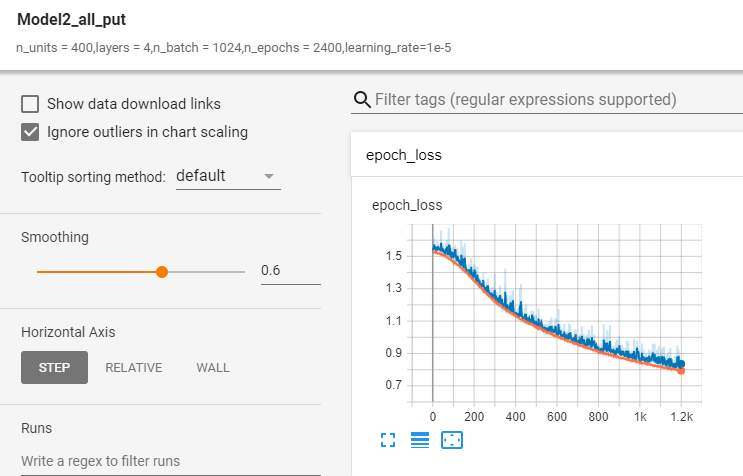 Model2_all_put
n_units = 400,layers = 4,n_batch = 1024,n_epochs = 2400,learning_rate=1e-5
Show data download links
Ignore outliers in chart scaling
Tooltip sorting method: default
Smoothing
0.6
Horizontal Axis
STEP RELATIVE WALL
Runs
Write a regex to filter runs
Filter tags (regular expressions supported)
epoch_loss
epoch_loss
1.5
1.3
1.1
0.9
0.7
0 200 400 600 800 1k 1.2k